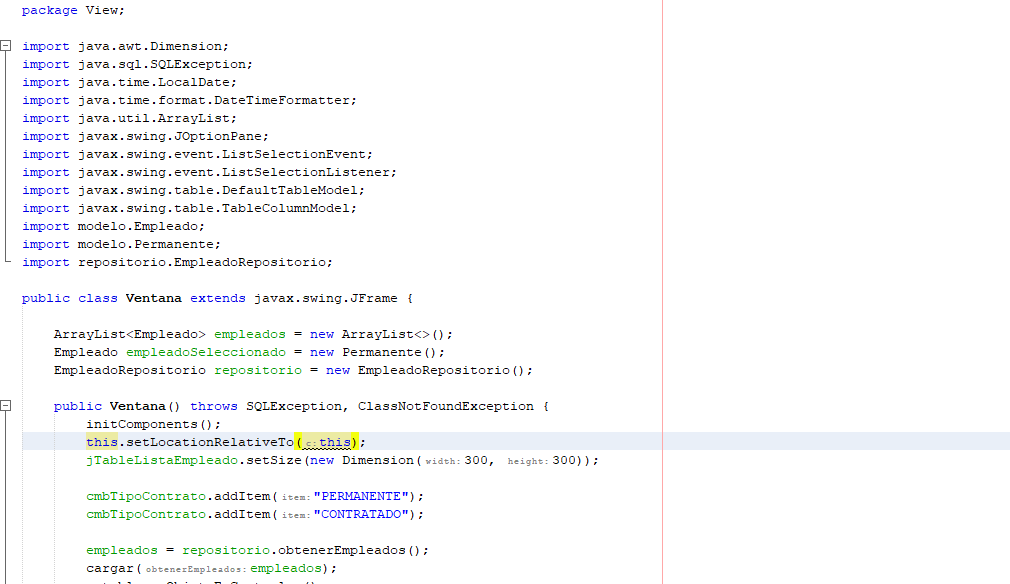 package View;
import java.awt.Dimension;
import java.sql.SQLException;
import java.time.LocalDate;
import java.time.format.DateTimeFormatter;
import java.util.ArrayList;
import javax.swing.JOptionPane;
import javax.swing.event.ListSelectionEvent;
import javax.swing.event.ListSelectionListener;
import javax.swing.table.DefaultTableModel;
import javax.swing.table.TableColumnModel;
import modelo.Empleado;
import modelo.Permanente;
import repositorio.EmpleadoRepositorio;
public class Ventana extends javax.swing.JFrame {
ArrayList<Empleado> empleados = new ArrayList<>();
Empleado empleadoSeleccionado = new Permanente();
EmpleadoRepositorio repositorio = new EmpleadoRepositorio();
public Ventana() throws SQLException, ClassNotFoundException {
initComponents();
this.setLocationRelativeTo(c:this);
jTableListaEmpleado.setSize(new Dimension(width: 300, height: 300));
cmbTipoContrato.addItem(item:"PERMANENTE");
cmbTipoContrato.addItem(item:"CONTRATADO");
empleados = repositorio.obtenerEmpleados();
cargar(obtenerEmpleados: empleados);